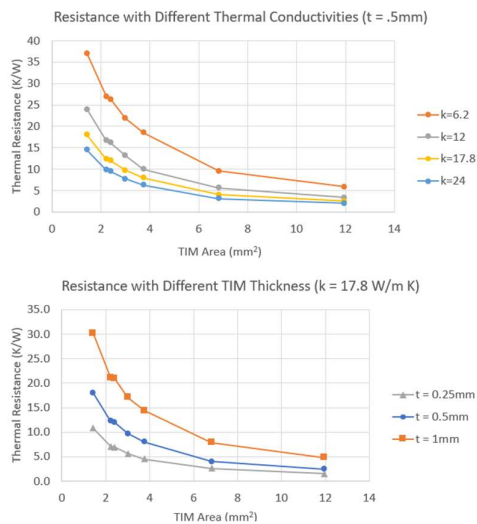 Resistance with Different Thermal Conductivities (t = .5mm)
Thermal Resistance (K/W)
40
35
30
25
20
15
10
5
0
0 2 4 6 8 10 12 14
TIM Area (mm²)
k=6.2
k=12
k=17.8
k=24
Resistance with Different TIM Thickness (k = 17.8 W/m K)
Thermal Resistance (K/W)
35.0
30.0
25.0
20.0
15.0
10.0
5.0
0.0
0 2 4 6 8 10 12 14
TIM Area (mm²)
t = 0.25mm
t = 0.5mm
t = 1mm